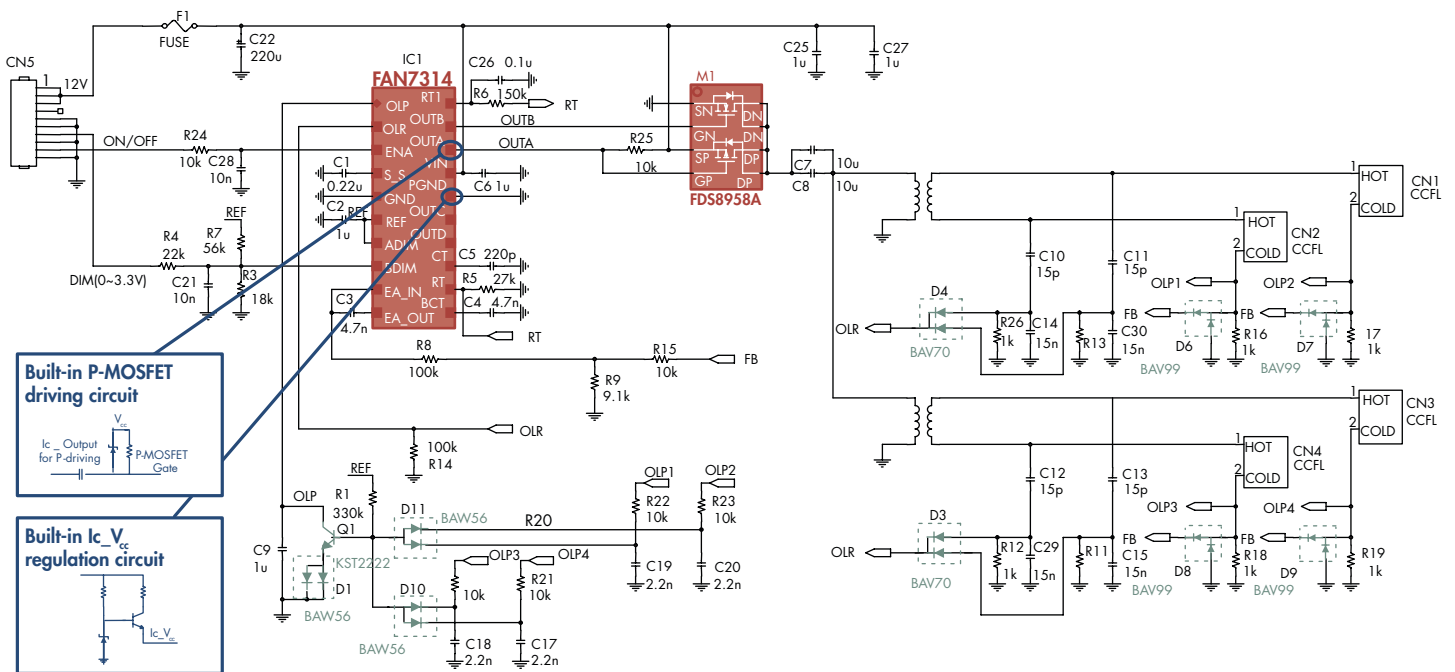 F1
FUSE
C22
220u
C25
1u
C27
1u
CN5
1
12V
IC1
FAN7314
C26
0.1u
R6
150k
RT
M1
FDS8958A
SN
DN
GN
DN
SP
DP
GP
DP
OLP
RT1
OLR
OUTB
OUTB
ENA
OUTA
OUTA
S_S
VIN
GND
PGND
REF
OUTC
ADIM
OUTD
BDIM
CT
EA_IN
RT
EA_OUT
BCT
ON/OFF
R24
10k
C28
10n
C1
0.22u
C2
REF
1u
C6
1u
R25
10k
10u
C7
C8
10u
REF
R7
56k
R4
22k
DIM(0~3.3V)
C21
10n
R3
18k
C3
4.7n
C5
220p
R5
27k
C4
4.7n
RT
R8
100k
R15
10k
FB
R9
9.1k
100k
R14
OLR
Built-in P-MOSFET
driving circuit
Vcc
Ic_ Output
for P-driving
P-MOSFET
Gate
Built-in Ic_Vcc
regulation circuit
Ic_Vcc
REF
OLP
R1
330k
Q1
KST2222
C9
1u
D1
BAW56
D11
BAW56
R20
OLP1
OLP2
R22
10k
R23
10k
OLP3
OLP4
D10
BAW56
10k
R21
10k
C19
2.2n
C20
2.2n
C18
2.2n
C17
2.2n
1
HOT
2
COLD
CN1
CCFL
1
HOT
2
COLD
CN2
CCFL
C10
15p
C11
15p
OLP1
OLP2
D4
OLR
BAV70
R26
1k
C14
15n
R13
C30
15n
FB
D6
BAV99
R16
1k
FB
D7
BAV99
17
1k
1
HOT
2
COLD
CN3
CCFL
1
HOT
2
COLD
CN4
CCFL
C12
15p
C13
15p
OLP3
OLP4
D3
OLR
BAV70
R12
1k
C29
15n
R11
C15
15n
FB
D8
BAV99
R18
1k
FB
D9
BAV99
R19
1k